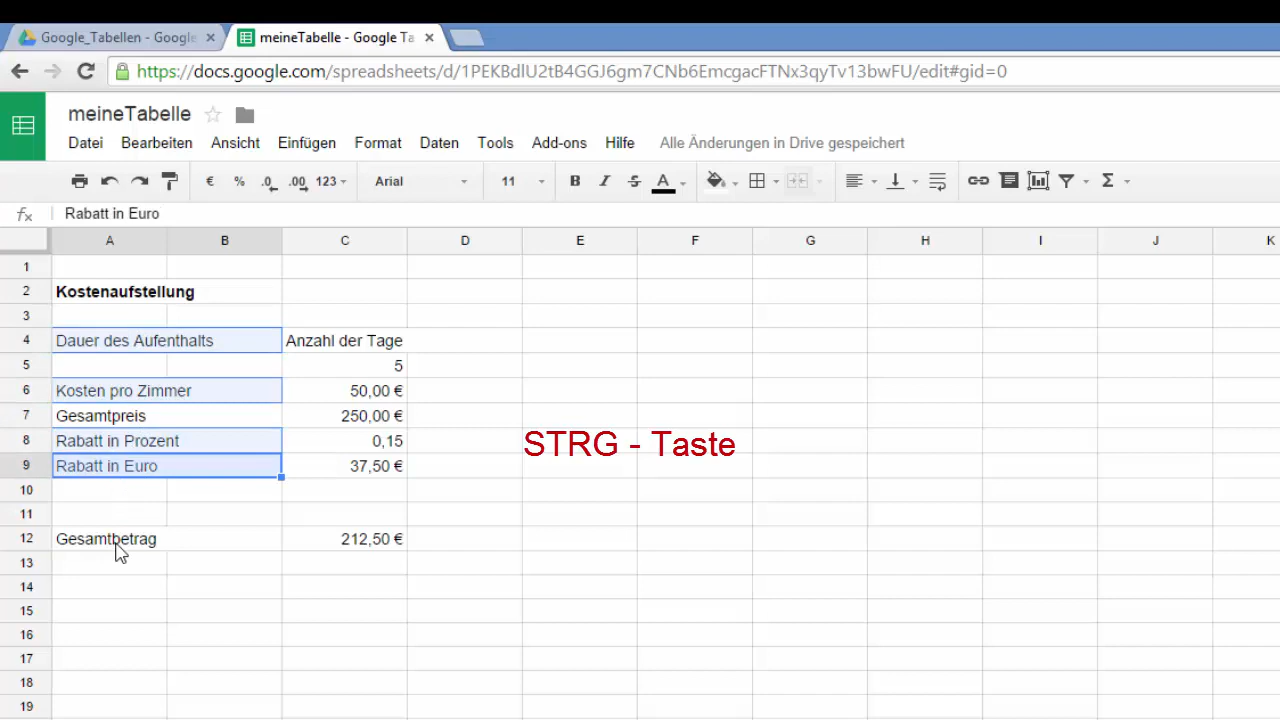 Google_Tabellen - Google
meineTabelle - Google Ta
https://docs.google.com/spreadsheets/d/1PEKBdlU2tB4GGJ6gm7CNb6EmcgacFTNx3qyTv13bwFU/edit#gid=0
meineTabelle
Datei Bearbeiten Ansicht Einfügen Format Daten Tools Add-ons Hilfe Alle Änderungen in Drive gespeichert
€ % .0 .00 123 Arial 11 B I S A Σ
fx Rabatt in Euro
A B C D E F G H I J K
1
2 Kostenaufstellung
3
4 Dauer des Aufenthalts Anzahl der Tage
5 5
6 Kosten pro Zimmer 50,00 €
7 Gesamtpreis 250,00 €
8 Rabatt in Prozent 0,15
STRG - Taste
9 Rabatt in Euro 37,50 €
10
11
12 Gesamtbetrag 212,50 €
13
14
15
16
17
18
19